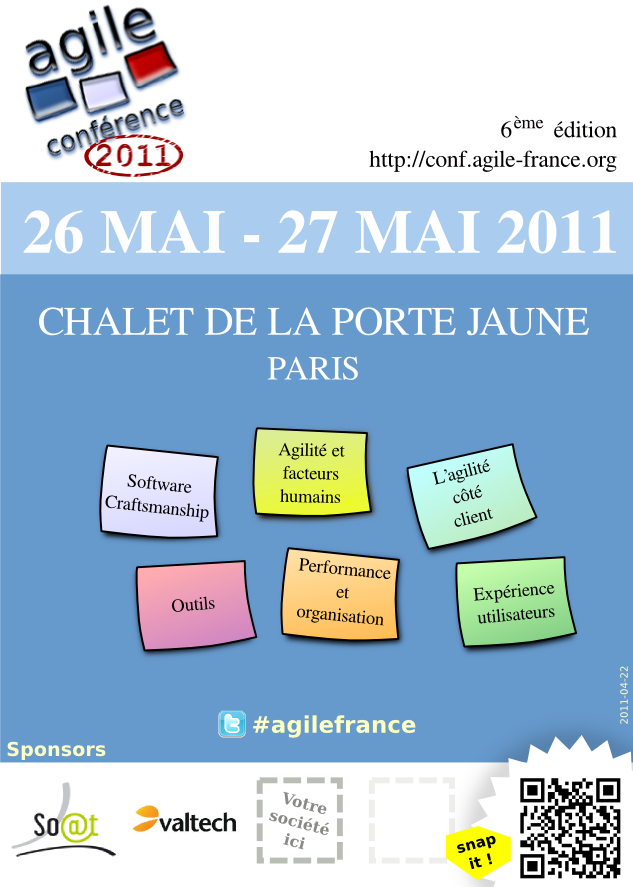 agile
conférence
2011
6ème édition
http://conf.agile-france.org
26 MAI - 27 MAI 2011
CHALET DE LA PORTE JAUNE
PARIS
Software
Craftsmanship
Agilité et
facteurs
humains
L'agilité
côté
client
Outils
Performance
et
organisation
Expérience
utilisateurs
2011-04-22
#agilefrance
Sponsors
So@t
valtech
Votre
société
ici
snap
it !